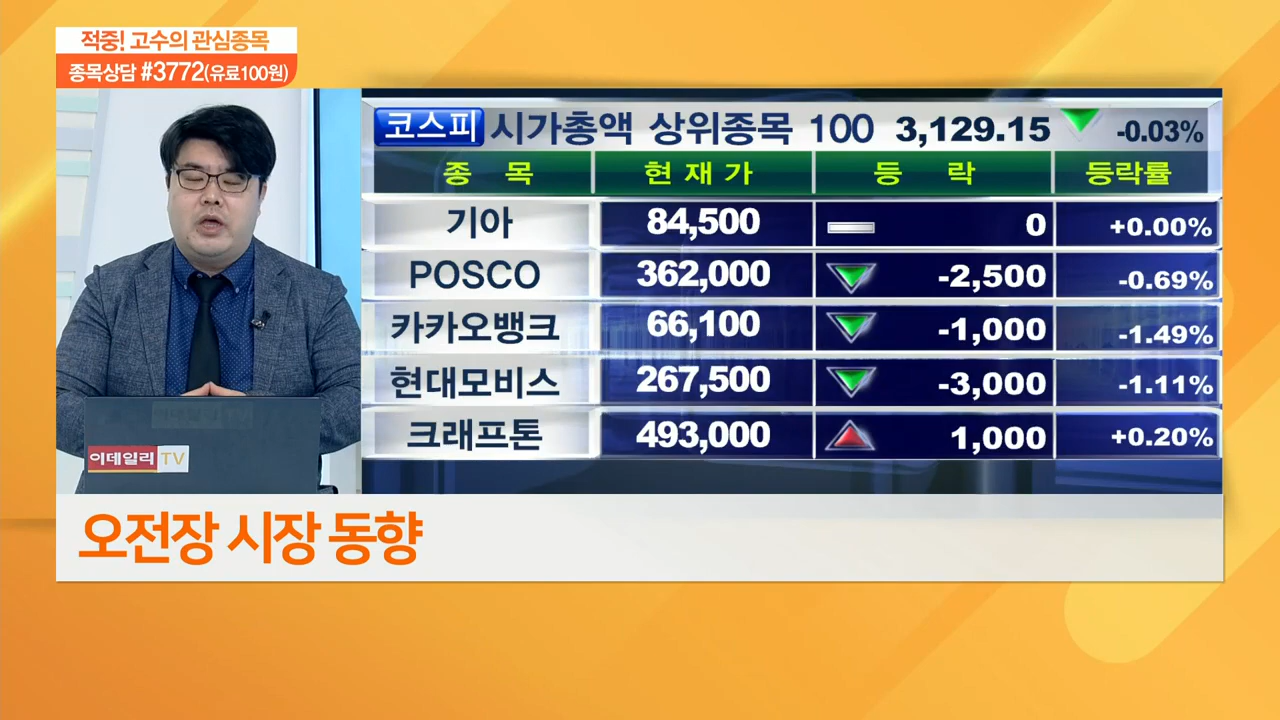 적중! 고수의 관심종목
종목상담 #3772(유료100원)
코스피 시가총액 상위종목 100 3,129.15 -0.03%
종 목 현 재 가 등 락 등락률
기아 84,500 0 +0.00%
POSCO 362,000 -2,500 -0.69%
카카오뱅크 66,100 -1,000 -1.49%
현대모비스 267,500 -3,000 -1.11%
크래프톤 493,000 1,000 +0.20%
이데일리 TV
오전장 시장 동향